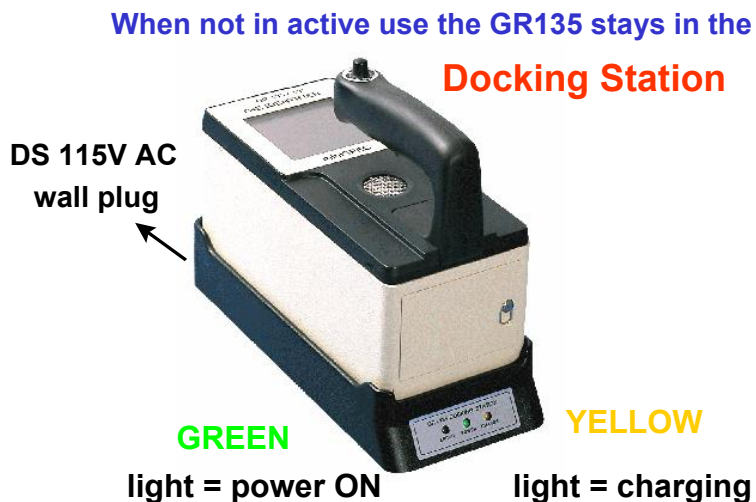 When not in active use the GR135 stays in the
Docking Station
DS 115V AC
wall plug
GREEN
YELLOW
light = power ON
light = charging